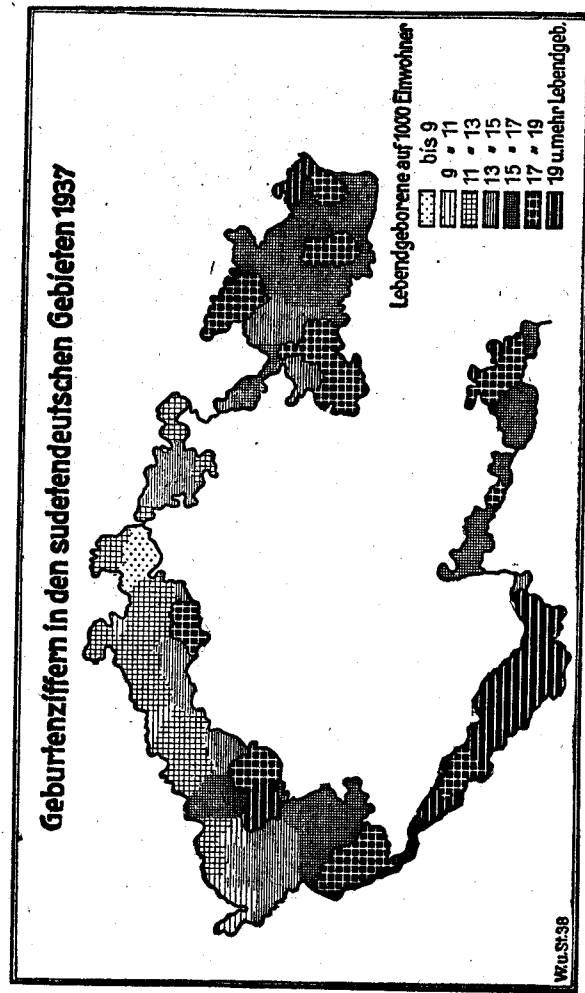 Geburtenziffern in den sudetendeutschen Gebieten 1937
Lebendgeborene auf 1000 Einwohner
bis 9
9 " 11
11 " 13
13 " 15
15 " 17
17 " 19
19 u.mehr Lebendgeb.
W.u.St.38